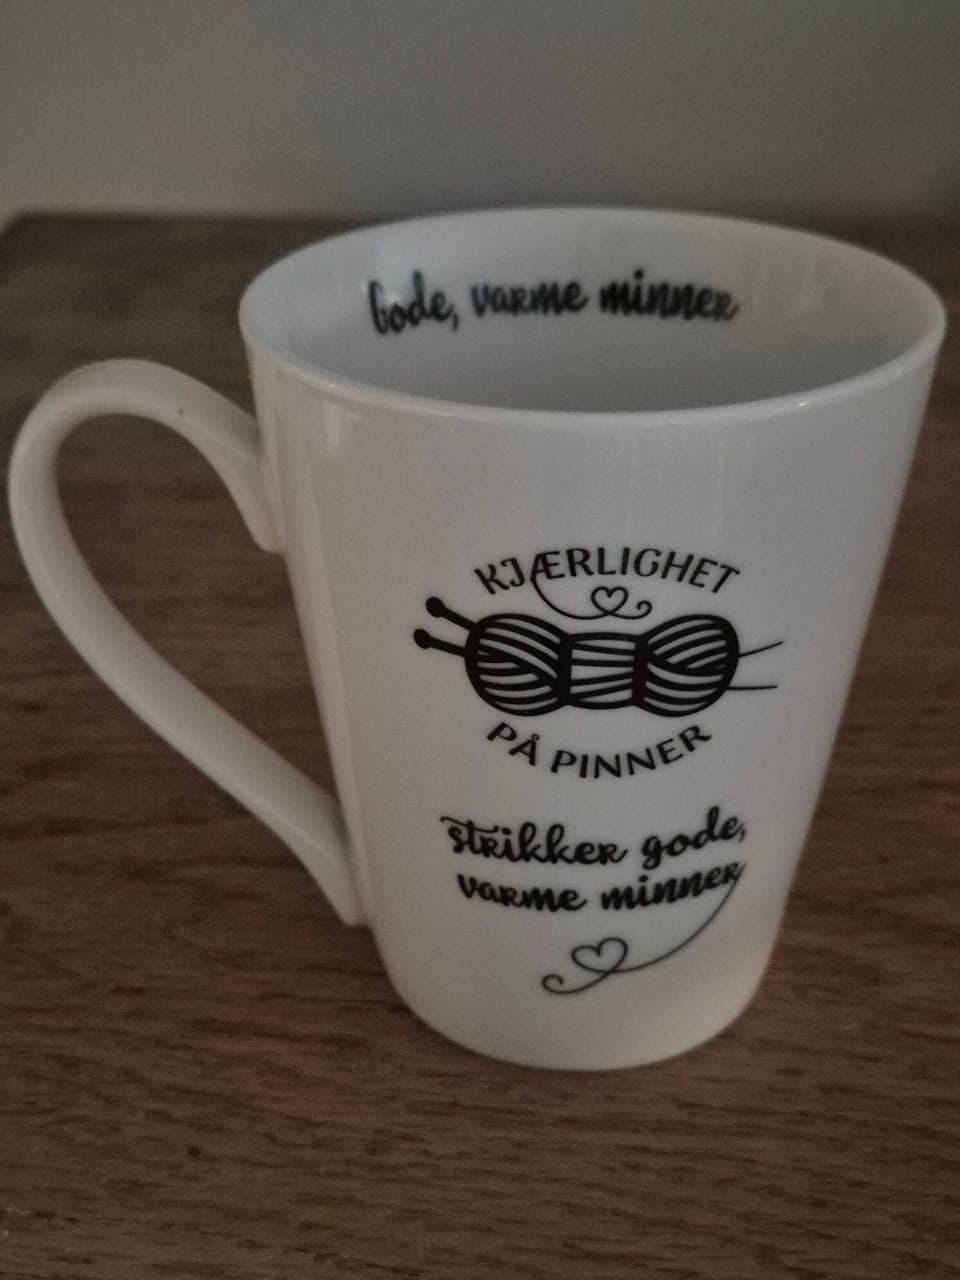 Gode, varme minner
KJÆRLIGHET
PÅ PINNER
strikker gode,
varme minner